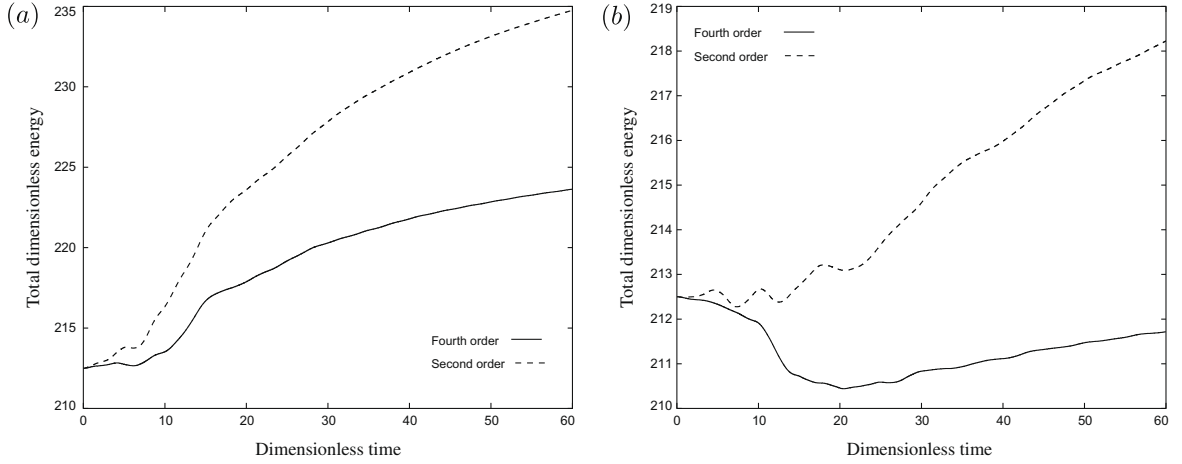 (a)
235
230
225
220
215
210
Total dimensionless energy
Fourth order
Second order
0 10 20 30 40 50 60
Dimensionless time
(b)
219
218
217
216
215
214
213
212
211
210
Total dimensionless energy
Fourth order
Second order
0 10 20 30 40 50 60
Dimensionless time